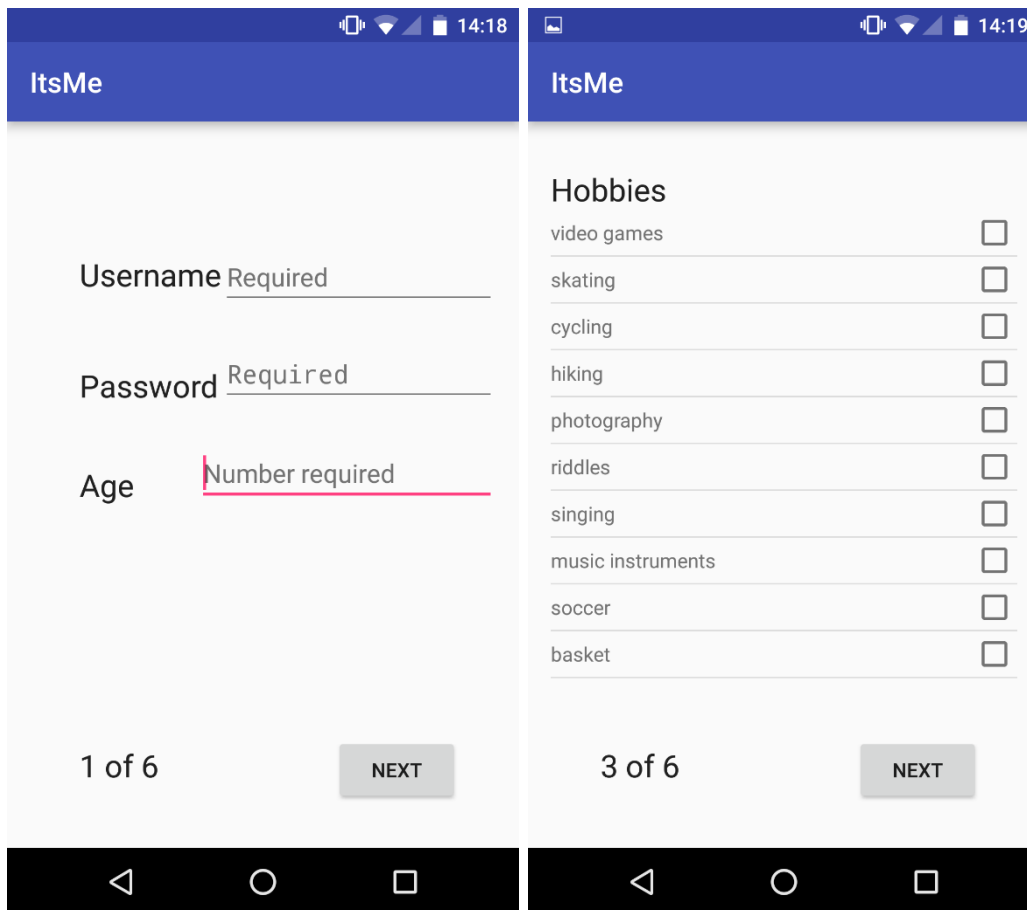 14:18
ItsMe
Username Required
Password Required
Age Number required
1 of 6 NEXT
14:19
ItsMe
Hobbies
video games
skating
cycling
hiking
photography
riddles
singing
music instruments
soccer
basket
3 of 6 NEXT